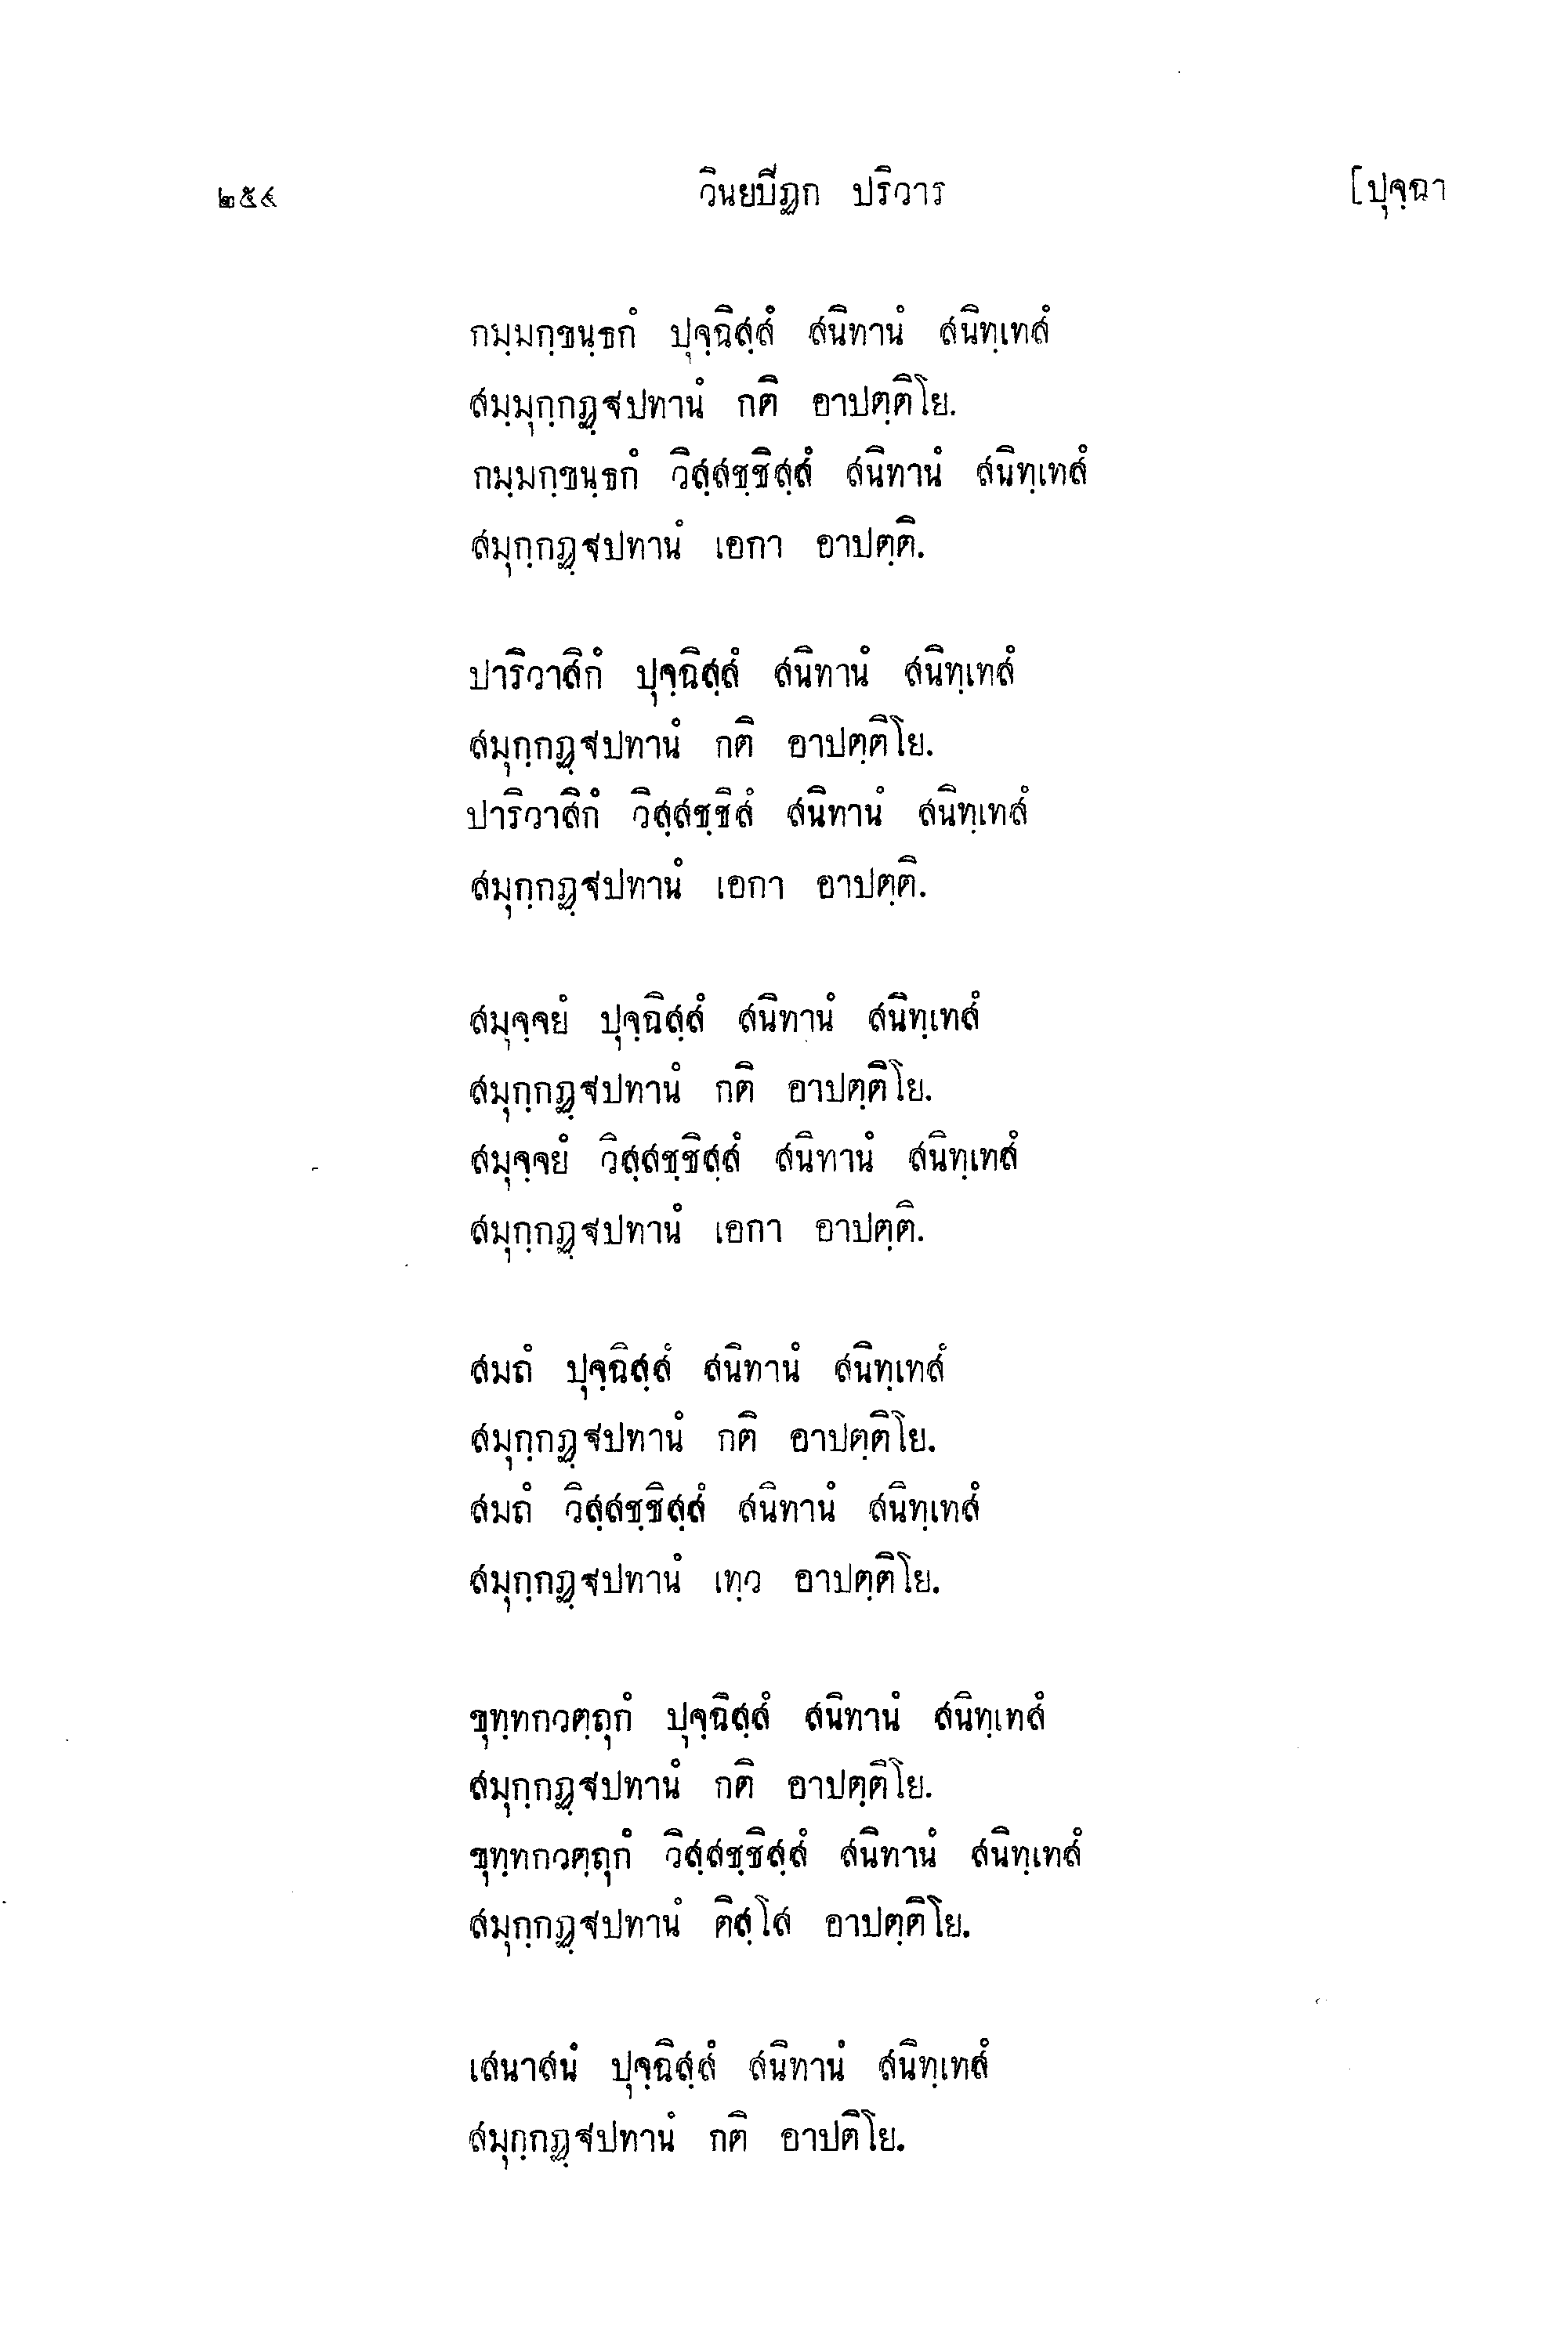 ๒๕๔ วินยปิฏก ปริวาร [ปุจฺฉา
กมฺมกฺขนฺธกํ ปุจฺฉิสฺสํ สนิทานํ สนิทฺเทสํ
สมฺมุกฺกฏฺฐปทานํ กติ อาปตฺติโย.
กมฺมกฺขนฺธกํ วิสฺสชฺชิสฺสํ สนิทานํ สนิทฺเทสํ
สมุกฺกฏฺฐปทานํ เอกา อาปตฺติ.
ปาริวาสิกํ ปุจฺฉิสฺสํ สนิทานํ สนิทฺเทสํ
สมุกฺกฏฺฐปทานํ กติ อาปตฺติโย.
ปาริวาสิกํ วิสฺสชฺชิสํ สนิทานํ สนิทฺเทสํ
สมุกฺกฏฺฐปทานํ เอกา อาปตฺติ.
สมุจฺจยํ ปุจฺฉิสฺสํ สนิทานํ สนิทฺเทสํ
สมุกฺกฏฺฐปทานํ กติ อาปตฺติโย.
สมุจฺจยํ วิสฺสชฺชิสฺสํ สนิทานํ สนิทฺเทสํ
สมุกฺกฏฺฐปทานํ เอกา อาปตฺติ.
สมถํ ปุจฺฉิสฺสํ สนิทานํ สนิทฺเทสํ
สมุกฺกฏฺฐปทานํ กติ อาปตฺติโย.
สมถํ วิสฺสชฺชิสฺสํ สนิทานํ สนิทฺเทสํ
สมุกฺกฏฺฐปทานํ เทฺว อาปตฺติโย.
ขุทฺทกวตฺถุกํ ปุจฺฉิสฺสํ สนิทานํ สนิทฺเทสํ
สมุกฺกฏฺฐปทานํ กติ อาปตฺติโย.
ขุทฺทกวตฺถุกํ วิสฺสชฺชิสฺสํ สนิทานํ สนิทฺเทสํ
สมุกฺกฏฺฐปทานํ ติสฺโส อาปตฺติโย.
เสนาสนํ ปุจฺฉิสฺสํ สนิทานํ สนิทฺเทสํ
สมุกฺกฏฺฐปทานํ กติ อาปติโย.